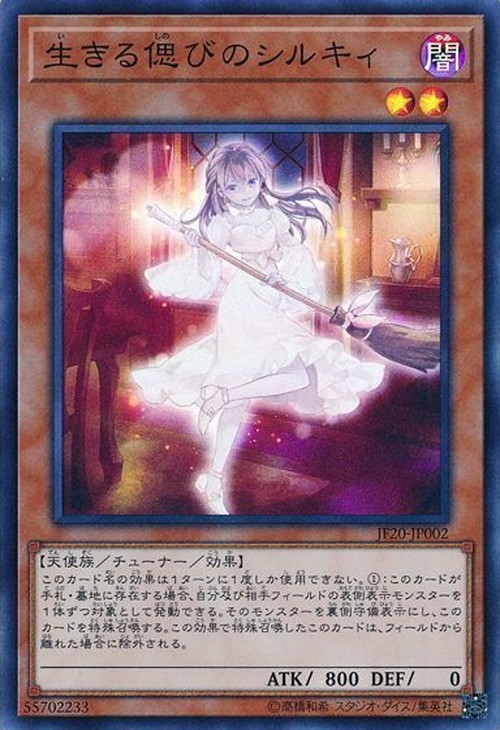 生きる偲びのシルキィ
闇
JF20-JP002
【天使族／チューナー／効果】
このカード名の効果は１ターンに１度しか使用できない。①：このカードが
手札・墓地に存在する場合、自分及び相手フィールドの表側表示モンスターを
１体ずつ対象として発動できる。そのモンスターを裏側守備表示にし、このカー
ドを特殊召喚する。この効果で特殊召喚したこのカードは、フィールドから
離れた場合に除外される。
ATK/ 800 DEF/ 0
55702233
©高橋和希 スタジオ・ダイス/集英社